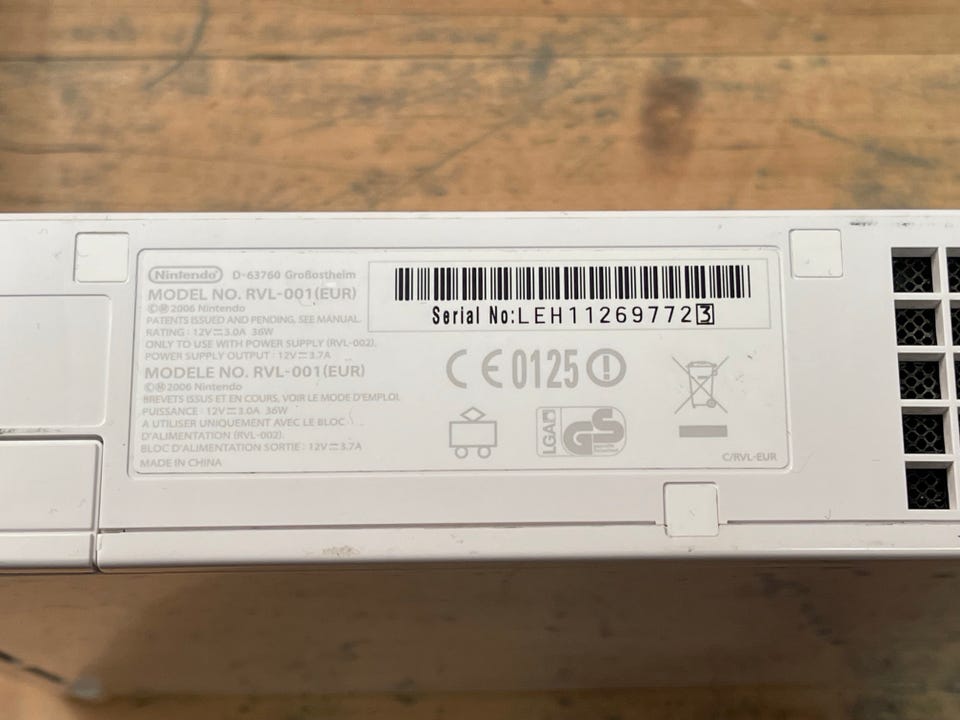 Nintendo D-63760 Großostheim
MODEL NO. RVL-001(EUR)
©Ⓜ 2006 Nintendo
PATENTS ISSUED AND PENDING, SEE MANUAL.
RATING : 12V⎓3.0A 36W
ONLY TO USE WITH POWER SUPPLY (RVL-002).
POWER SUPPLY OUTPUT : 12V⎓3.7A
MODELE NO. RVL-001(EUR)
©Ⓜ 2006 Nintendo
BREVETS ISSUS ET EN COURS, VOIR LE MODE D'EMPLOI.
PUISSANCE : 12V⎓3.0A 36W
A UTILISER UNIQUEMENT AVEC LE BLOC
D'ALIMENTATION (RVL-002).
BLOC D'ALIMENTATION SORTIE : 12V⎓3.7A
MADE IN CHINA
Serial No:LEH112697723
CE0125
LGA GS
C/RVL-EUR